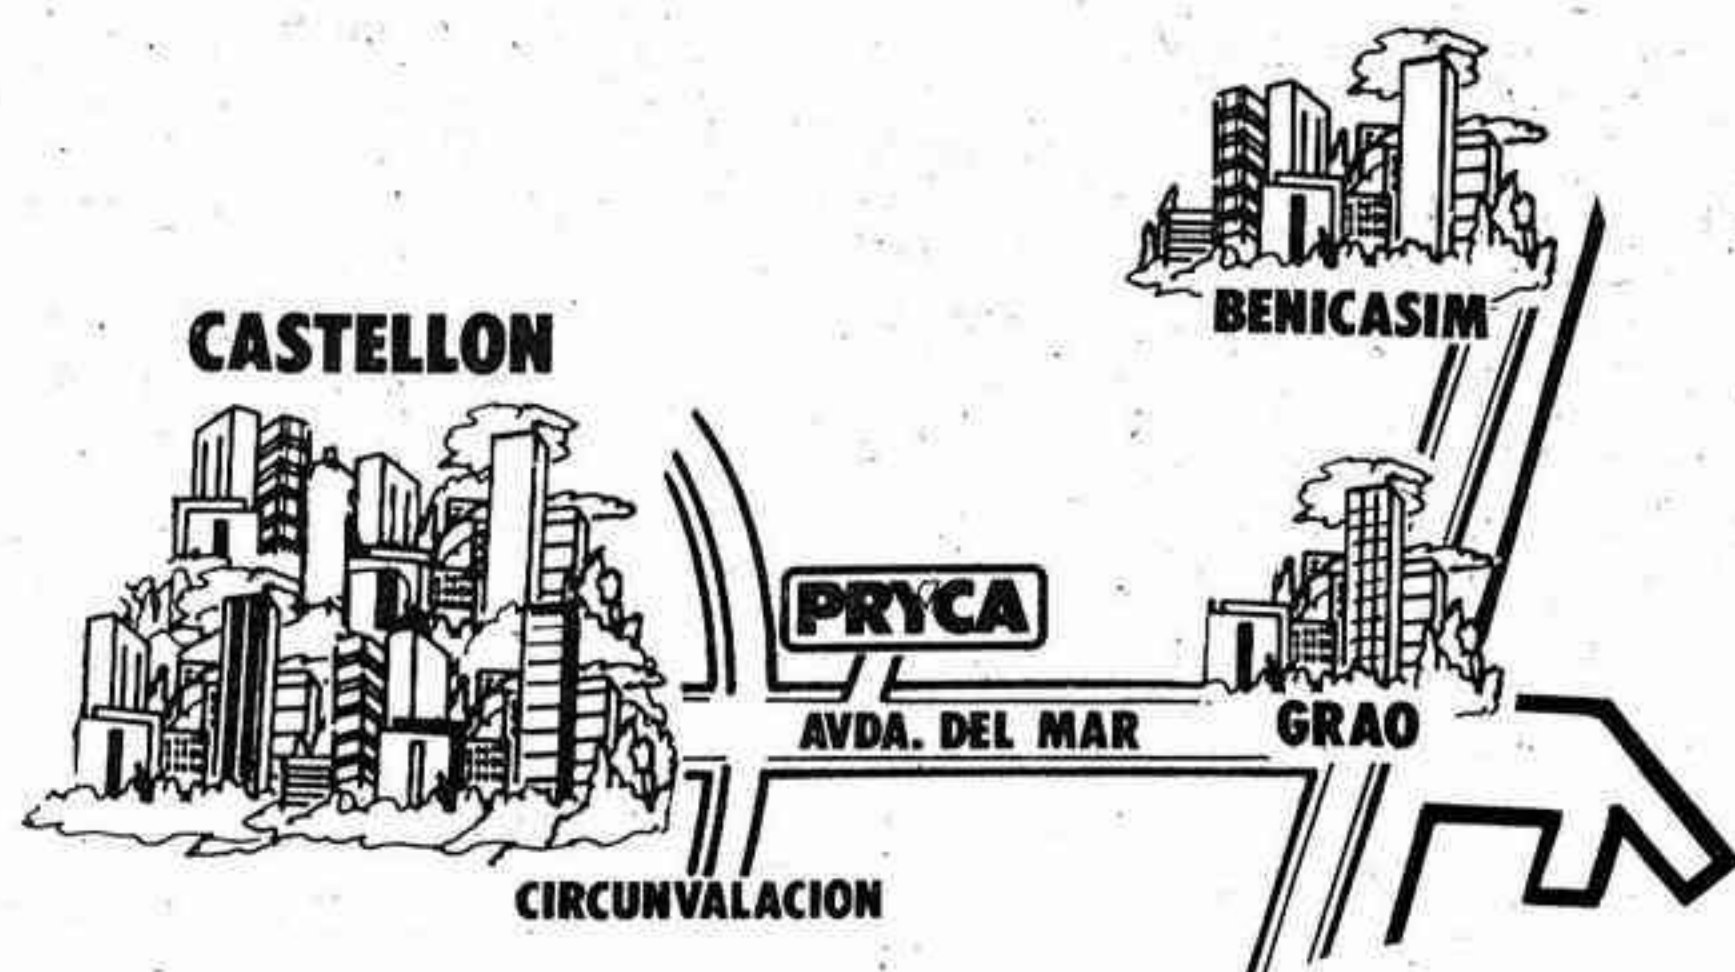 BENICASIM
CASTELLON
PRYCA
AVDA. DEL MAR
GRAO
CIRCUNVALACION